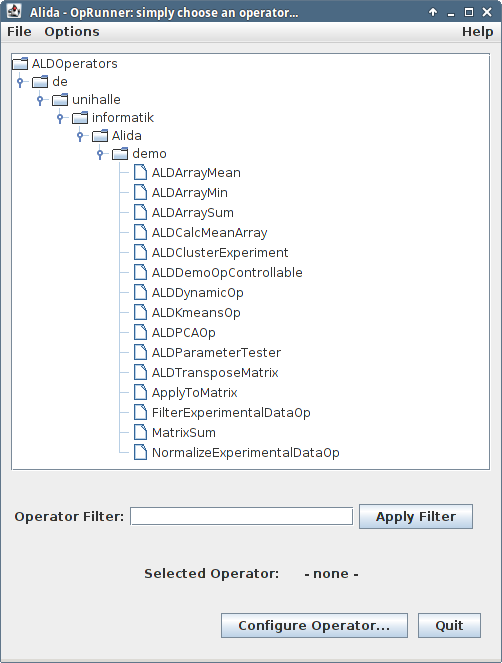 Alida - OpRunner: simply choose an operator...
File Options Help
ALDOperators
de
unihalle
informatik
Alida
demo
ALDArrayMean
ALDArrayMin
ALDArraySum
ALDCalcMeanArray
ALDClusterExperiment
ALDDemoOpControllable
ALDDynamicOp
ALDKmeansOp
ALDPCAOp
ALDParameterTester
ALDTransposeMatrix
ApplyToMatrix
FilterExperimentalDataOp
MatrixSum
NormalizeExperimentalDataOp
Operator Filter: Apply Filter
Selected Operator: - none -
Configure Operator... Quit